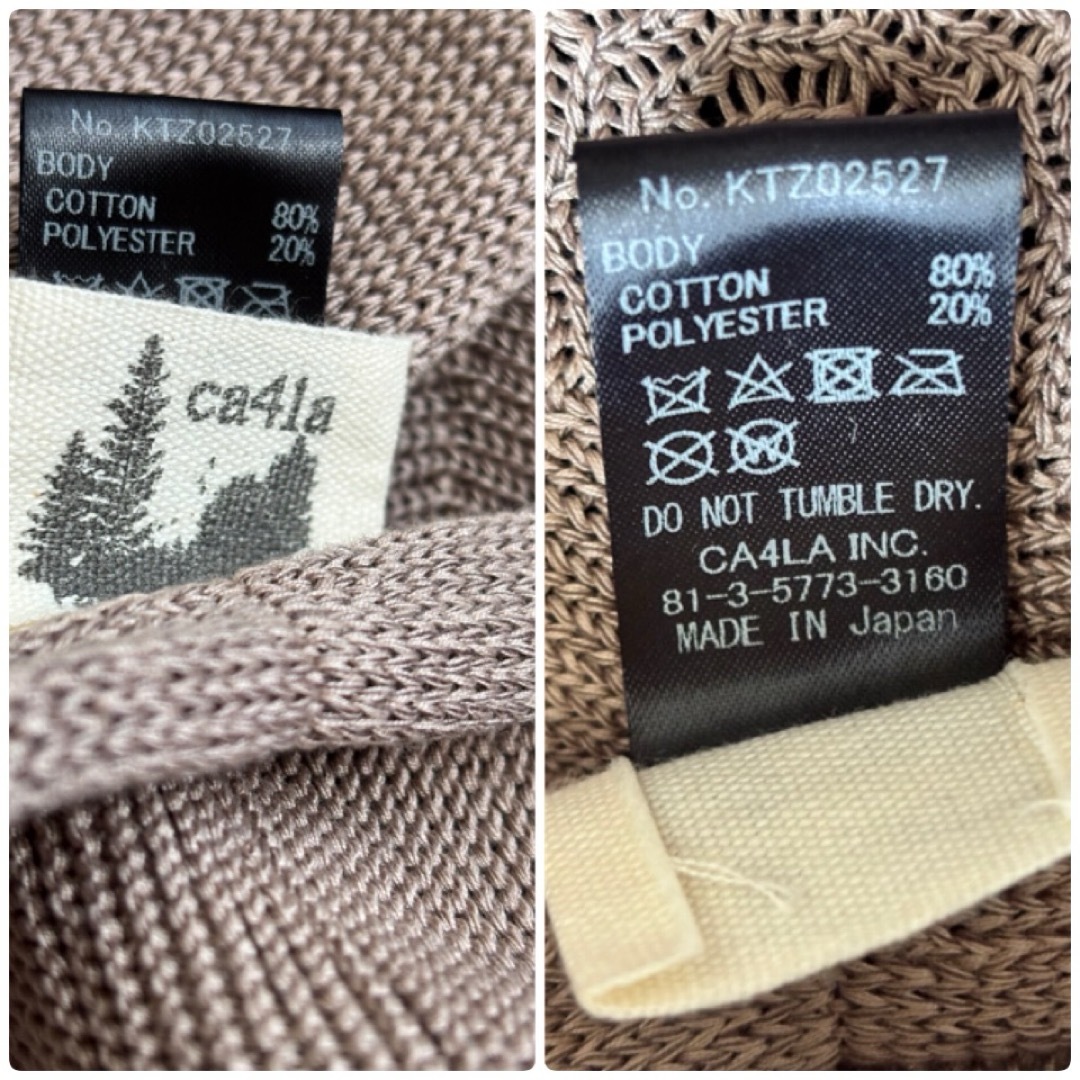 No. KTZ02527
BODY
COTTON 80%
POLYESTER 20%
ca4la
No. KTZ02527
BODY
COTTON 80%
POLYESTER 20%
W
DO NOT TUMBLE DRY.
CA4LA INC.
81-3-5773-3160
MADE IN Japan